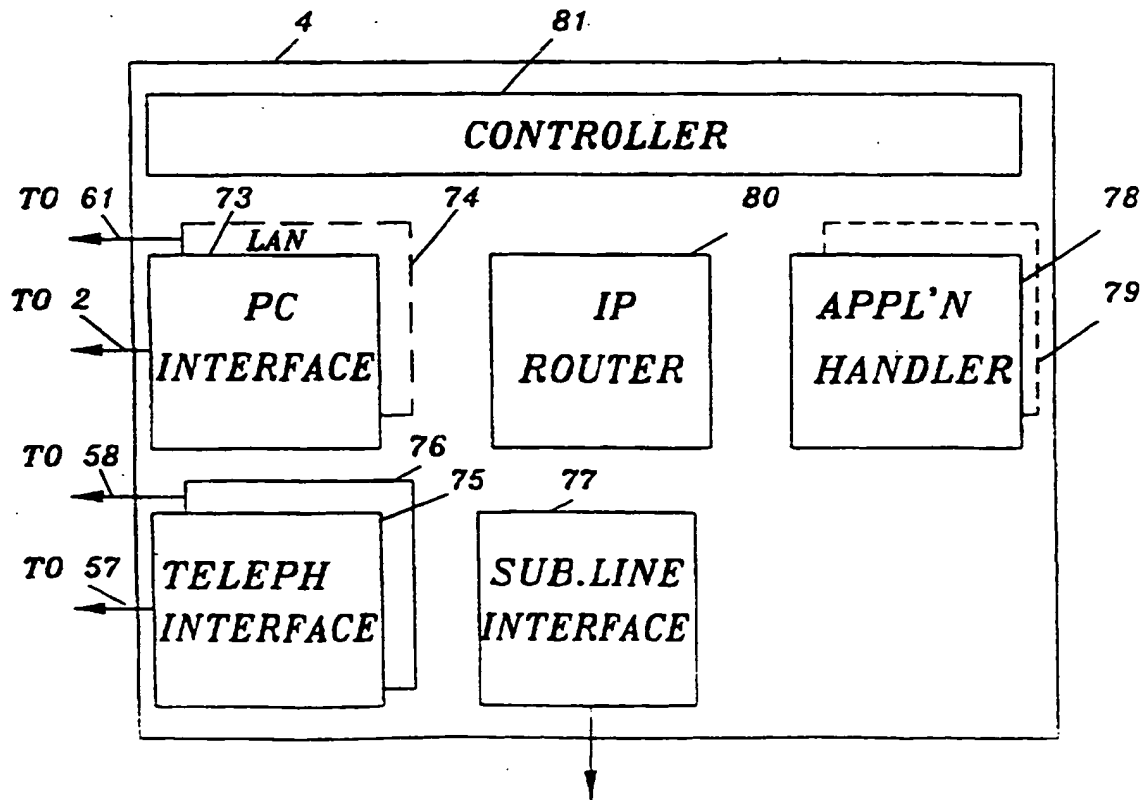 4
81
CONTROLLER
TO 61
73
74
80
78
LAN
TO 2
PC
INTERFACE
IP
ROUTER
APPL'N
HANDLER
79
TO 58
76
75
77
TO 57
TELEPH
INTERFACE
SUB.LINE
INTERFACE